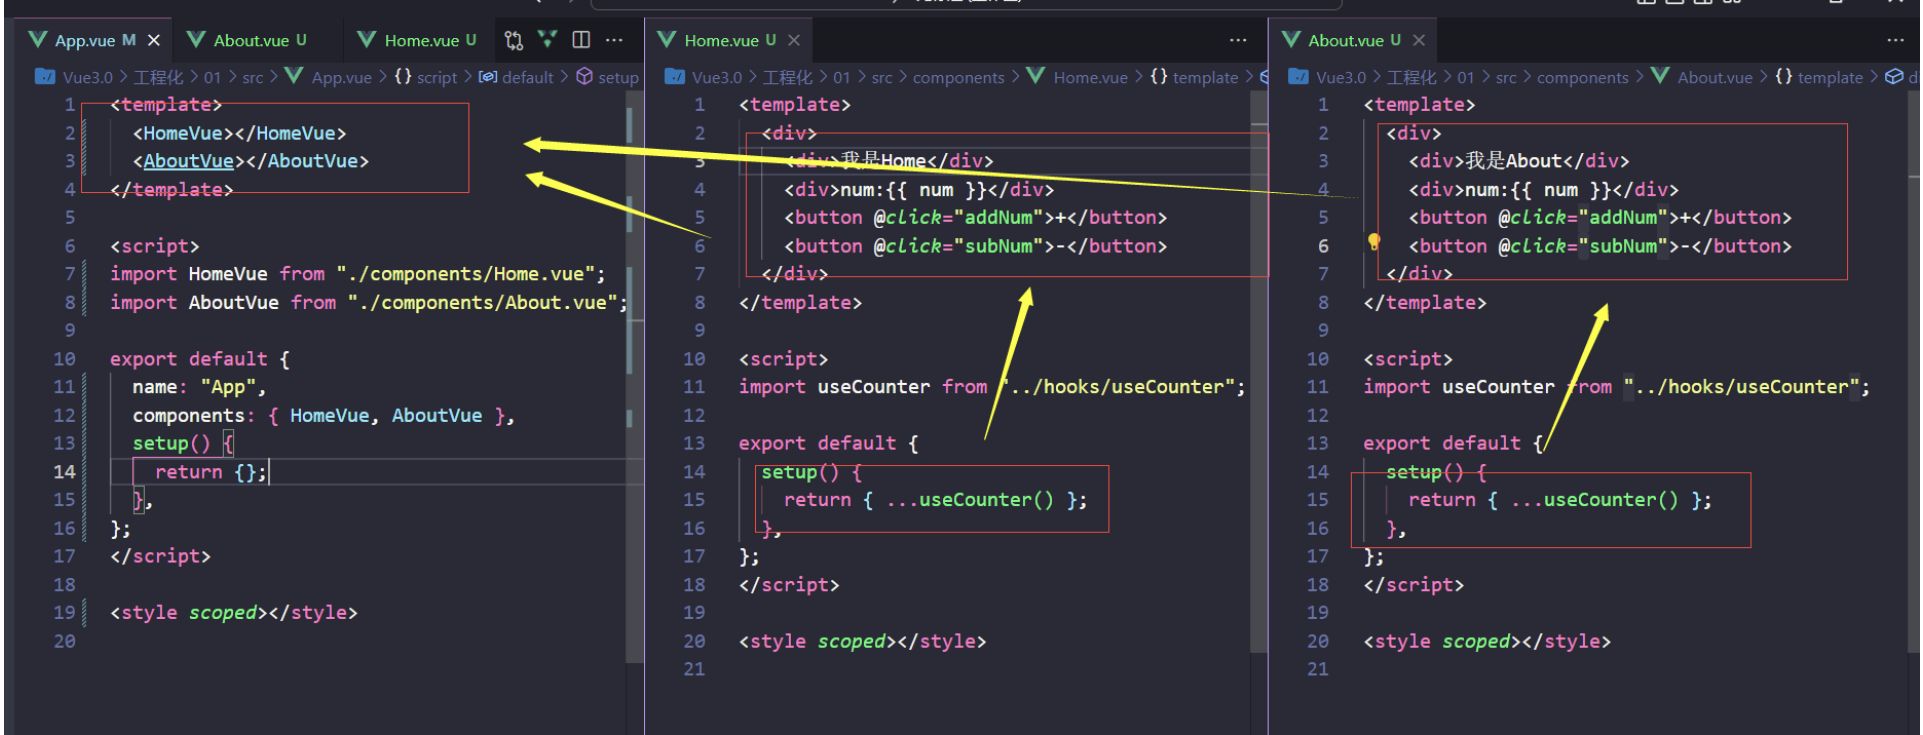 App.vue M
About.vue U
Home.vue U
Vue3.0 > 工程化 > 01 > src > App.vue > {} script > default > setup
1 <template>
2 <HomeVue></HomeVue>
3 <AboutVue></AboutVue>
4 </template>
5
6 <script>
7 import HomeVue from "./components/Home.vue";
8 import AboutVue from "./components/About.vue";
9
10 export default {
11 name: "App",
12 components: { HomeVue, AboutVue },
13 setup() {
14 return {};
15 },
16 };
17 </script>
18
19 <style scoped></style>
20
Home.vue U
Vue3.0 > 工程化 > 01 > src > components > Home.vue > {} template >
1 <template>
2 <div>
3 <div>我是Home</div>
4 <div>num:{{ num }}</div>
5 <button @click="addNum">+</button>
6 <button @click="subNum">-</button>
7 </div>
8 </template>
9
10 <script>
11 import useCounter from "../hooks/useCounter";
12
13 export default {
14 setup() {
15 return { ...useCounter() };
16 },
17 };
18 </script>
19
20 <style scoped></style>
21
About.vue U
Vue3.0 > 工程化 > 01 > src > components > About.vue > {} template >
1 <template>
2 <div>
3 <div>我是About</div>
4 <div>num:{{ num }}</div>
5 <button @click="addNum">+</button>
6 <button @click="subNum">-</button>
7 </div>
8 </template>
9
10 <script>
11 import useCounter from "../hooks/useCounter";
12
13 export default {
14 setup() {
15 return { ...useCounter() };
16 },
17 };
18 </script>
19
20 <style scoped></style>
21